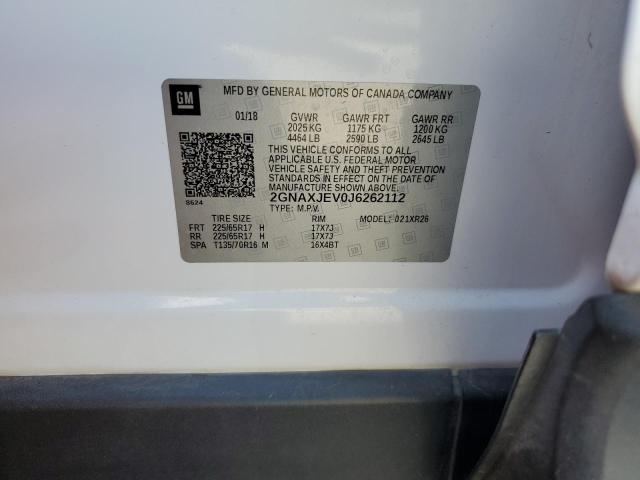 GM
MFD BY GENERAL MOTORS OF CANADA COMPANY
01/18 GVWR GAWR FRT GAWR RR
2025 KG 1175 KG 1200 KG
4464 LB 2590 LB 2645 LB
THIS VEHICLE CONFORMS TO ALL
APPLICABLE U.S. FEDERAL MOTOR
VEHICLE SAFETY AND THEFT PREVENTION
STANDARDS IN EFFECT ON THE DATE OF
MANUFACTURE SHOWN ABOVE.
8624 2GNAXJEV0J6262112
TYPE: M.P.V. MODEL: 021XR26
TIRE SIZE RIM
FRT 225/65R17 H 17X7J
RR 225/65R17 H 17X7J
SPA T135/70R16 M 16X4BT